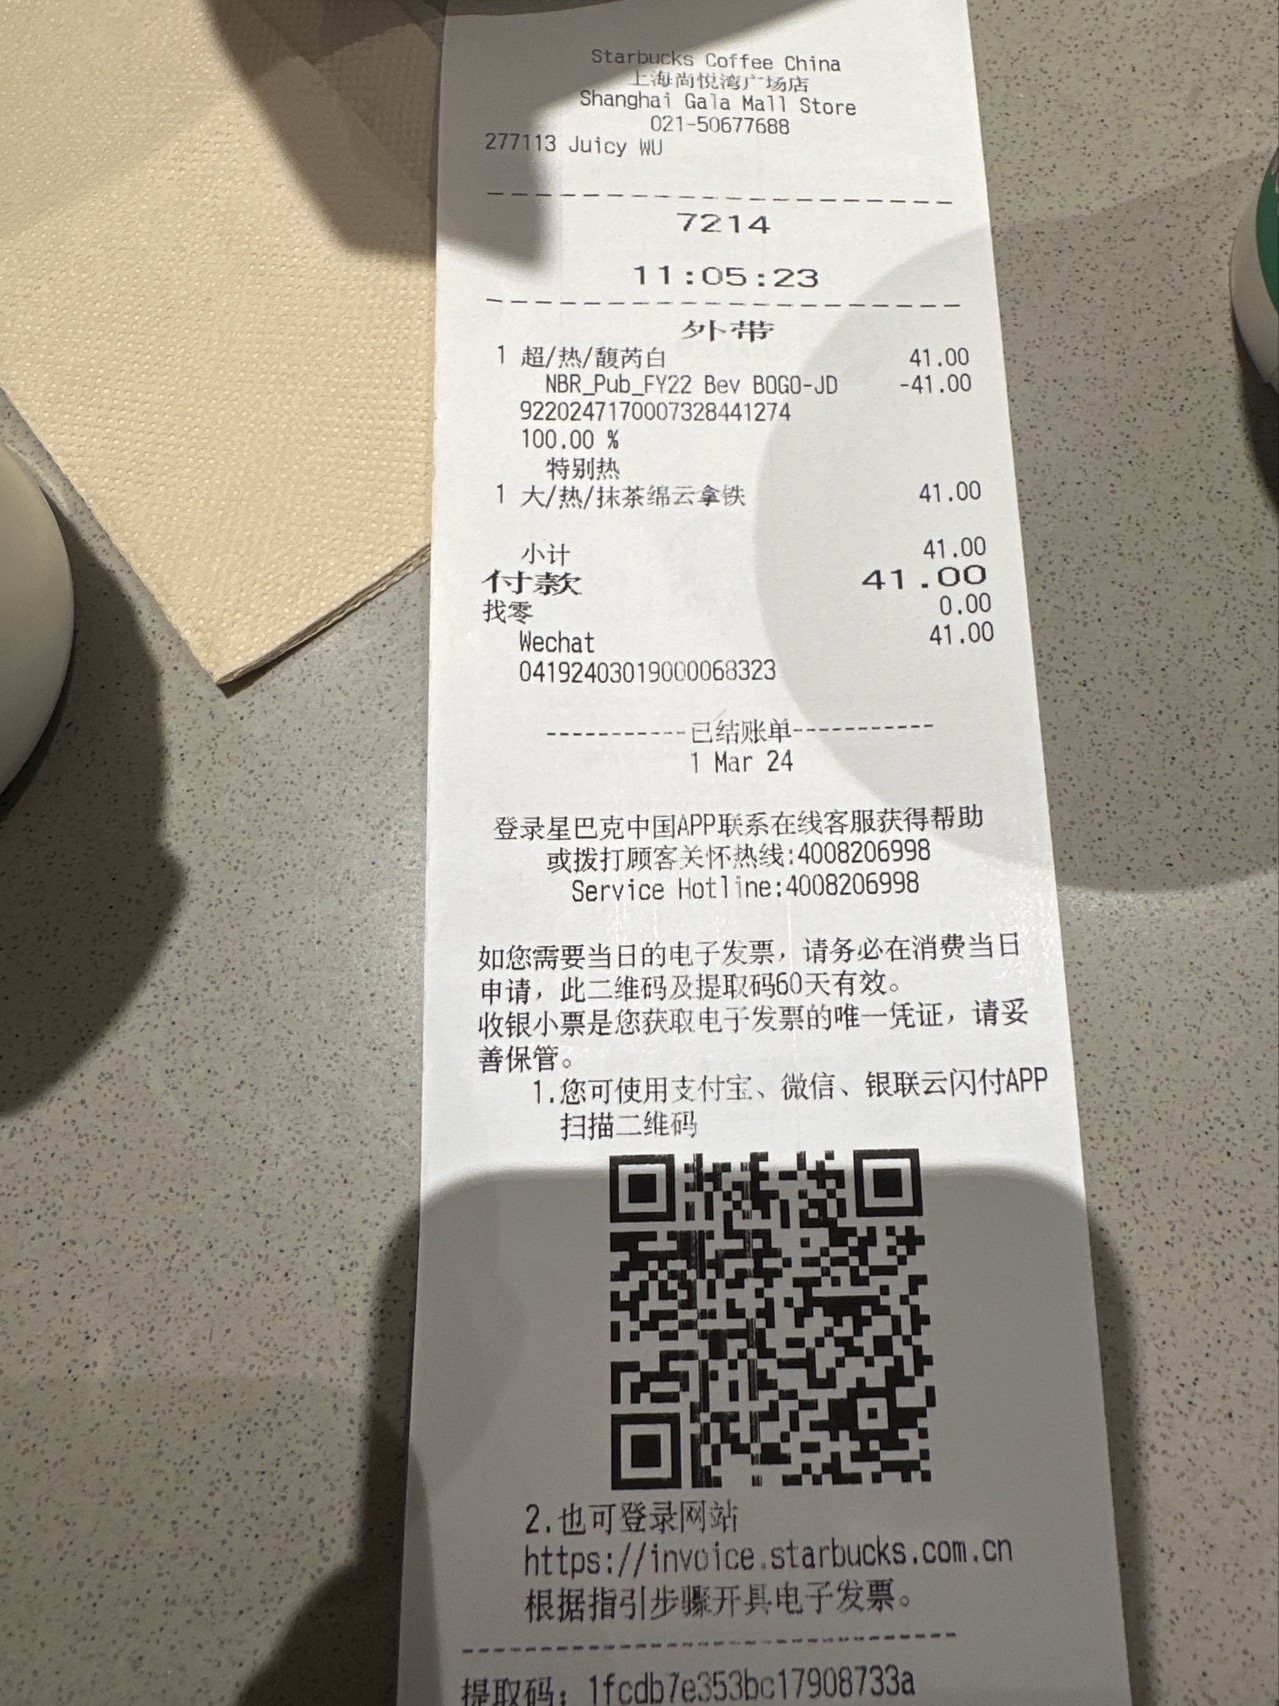 Starbucks Coffee China
上海尚悦湾广场店
Shanghai Gala Mall Store
021-50677688
277113 Juicy WU
7214
11:05:23
外带
1 超/热/馥芮白 41.00
NBR_Pub_FY22 Bev BOGO-JD -41.00
9220247170007328441274
100.00 %
特别热
1 大/热/抹茶绵云拿铁 41.00
小计 41.00
付款 41.00
找零 0.00
Wechat 41.00
04192403019000068323
-----------已结账单-----------
1 Mar 24
登录星巴克中国APP联系在线客服获得帮助
或拨打顾客关怀热线:4008206998
Service Hotline:4008206998
如您需要当日的电子发票，请务必在消费当日
申请，此二维码及提取码60天有效。
收银小票是您获取电子发票的唯一凭证，请妥
善保管。
1.您可使用支付宝、微信、银联云闪付APP
扫描二维码
2.也可登录网站
https://invoice.starbucks.com.cn
根据指引步骤开具电子发票。
提取码：1fcdb7e353bc17908733a